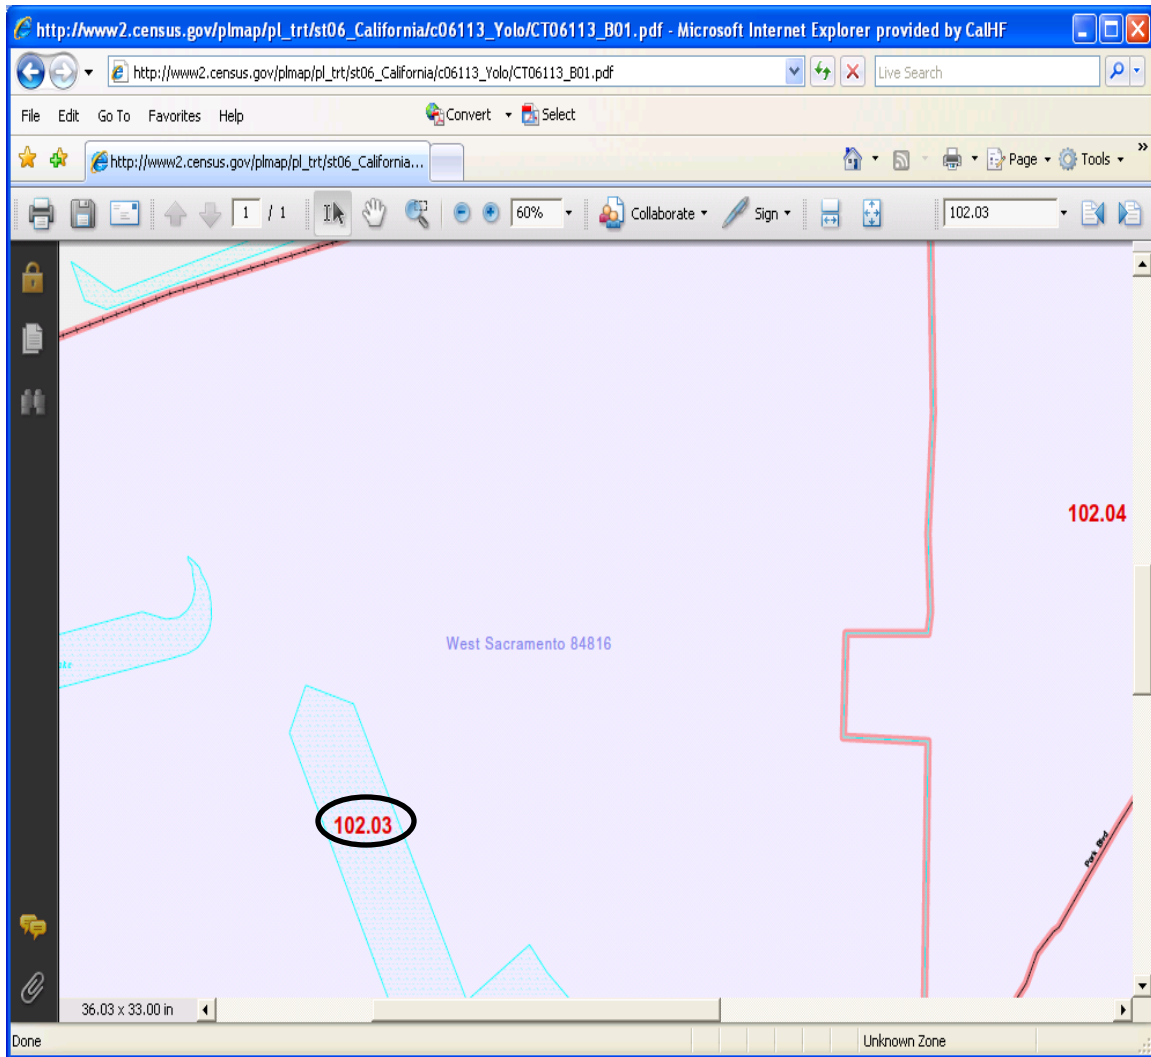 http://www2.census.gov/plmap/pl_trt/st06_California/c06113_Yolo/CT06113_B01.pdf - Microsoft Internet Explorer provided by CalHF
http://www2.census.gov/plmap/pl_trt/st06_California/c06113_Yolo/CT06113_B01.pdf Live Search
File Edit Go To Favorites Help Convert Select
http://www2.census.gov/plmap/pl_trt/st06_California... Page Tools »
1 / 1 60% Collaborate Sign 102.03
102.04
West Sacramento 84816
102.03
Park Blvd
36.03 x 33.00 in
Done Unknown Zone